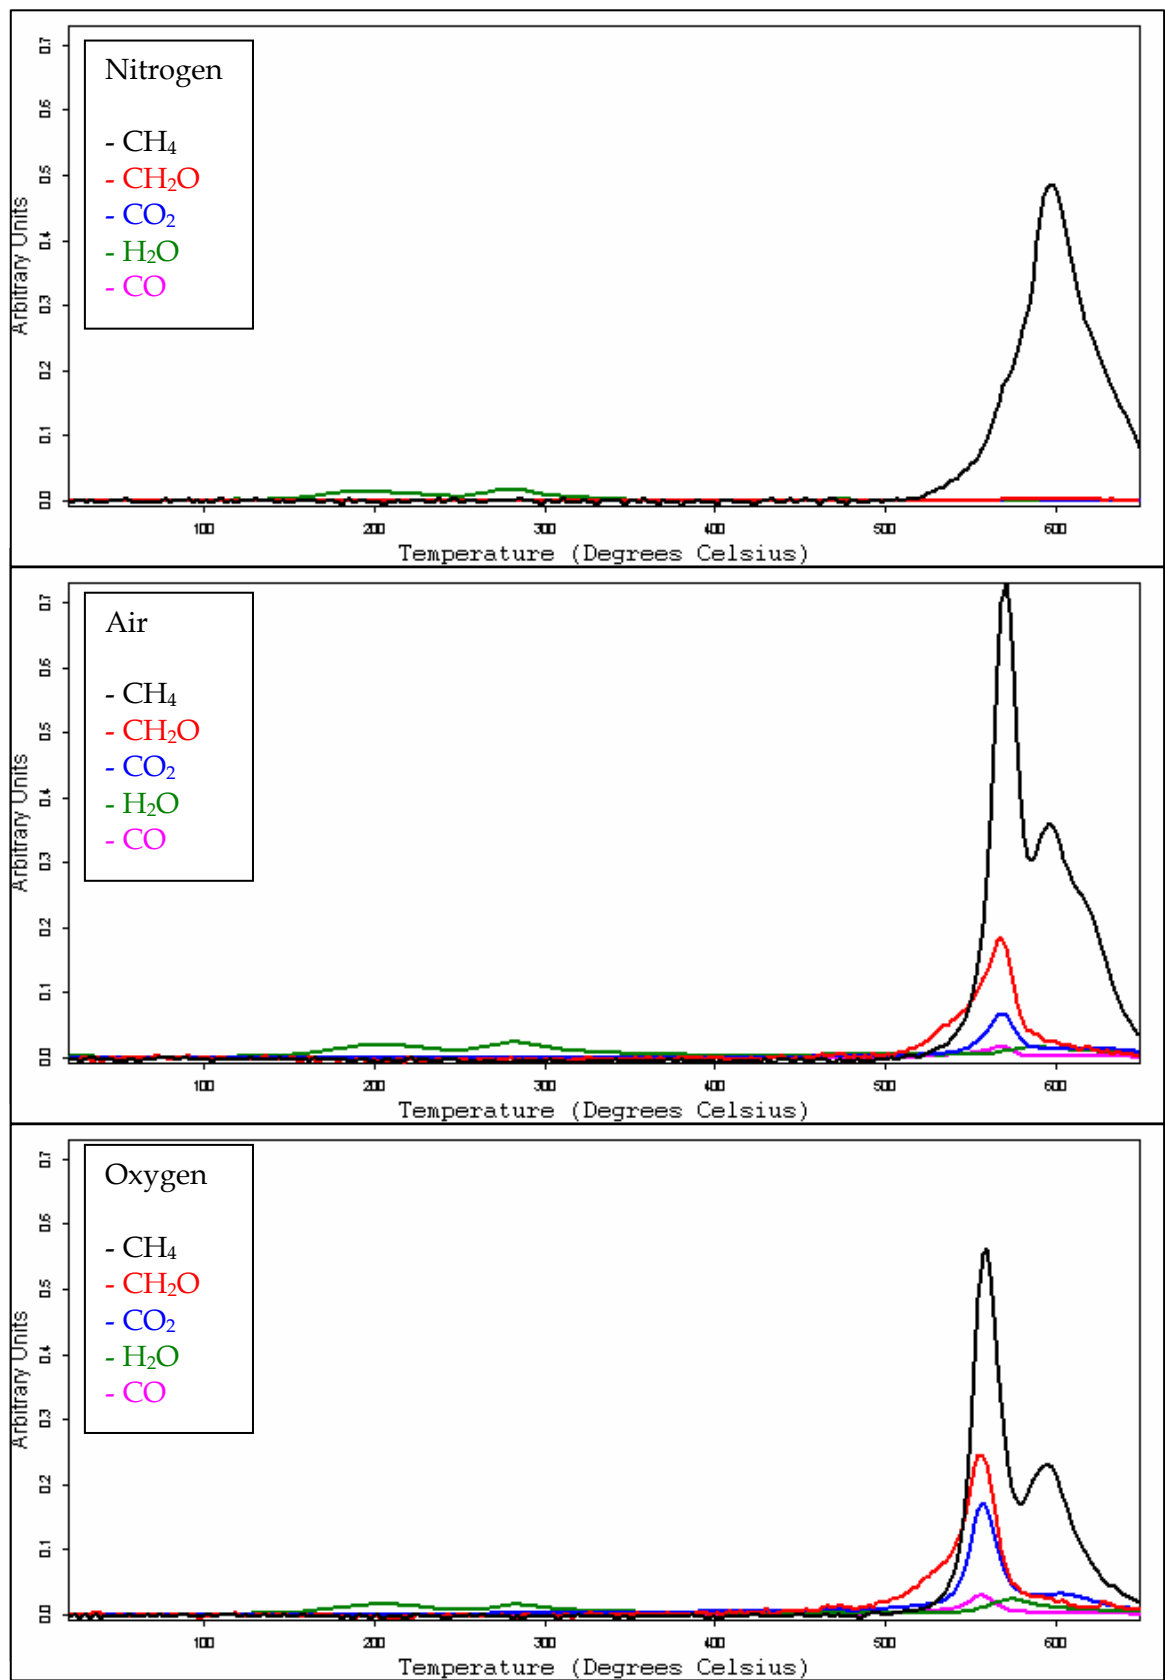 Nitrogen
- CH₄
- CH₂O
- CO₂
- H₂O
- CO
Arbitrary Units
0.7
0.6
0.5
0.4
0.3
0.2
0.1
0.0
100 200 300 400 500 600
Temperature (Degrees Celsius)
Air
- CH₄
- CH₂O
- CO₂
- H₂O
- CO
Arbitrary Units
0.7
0.6
0.5
0.4
0.3
0.2
0.1
0.0
100 200 300 400 500 600
Temperature (Degrees Celsius)
Oxygen
- CH₄
- CH₂O
- CO₂
- H₂O
- CO
Arbitrary Units
0.7
0.6
0.5
0.4
0.3
0.2
0.1
0.0
100 200 300 400 500 600
Temperature (Degrees Celsius)